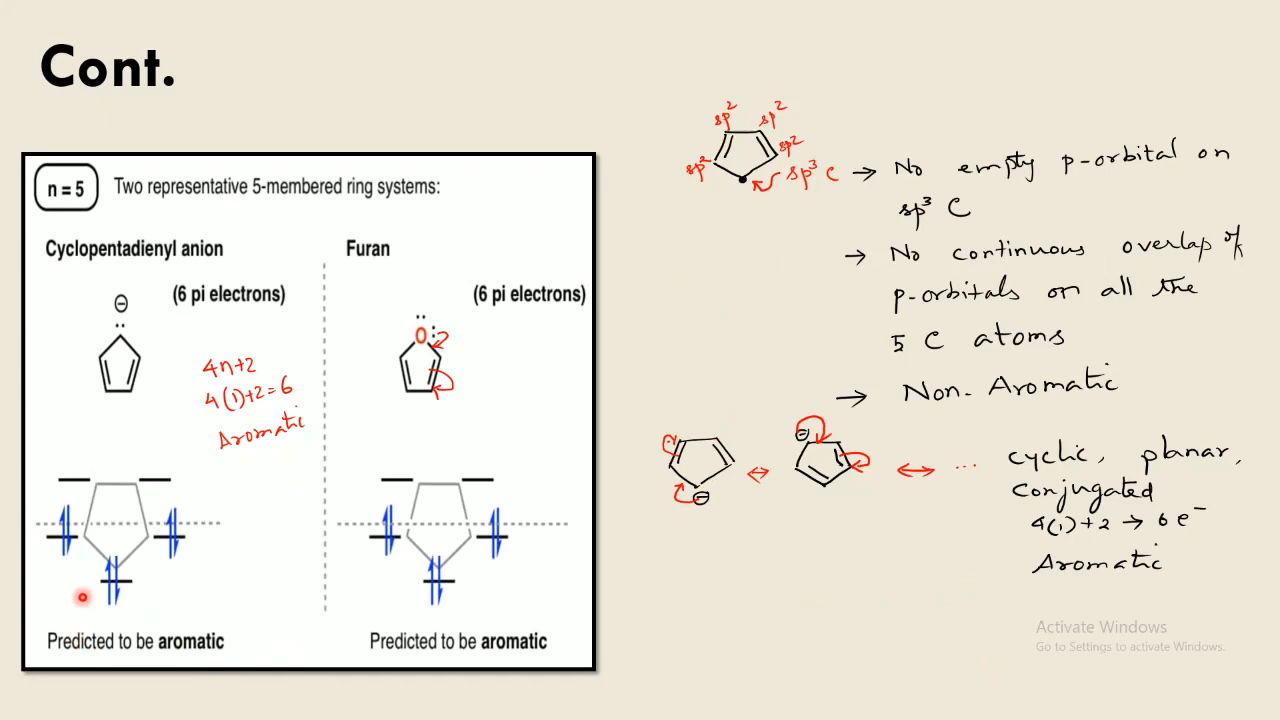 Cont.
n = 5 Two representative 5-membered ring systems:
Cyclopentadienyl anion
Furan
(6 pi electrons)
(6 pi electrons)
⊖
O
4n+2
4(1)+2=6
Aromatic
Predicted to be aromatic
Predicted to be aromatic
sp² sp²
sp² sp²
sp³ C → No empty p-orbital on
sp³ C
→ No continuous overlap of
p-orbitals on all the
5 C atoms
→ Non-Aromatic
⊖
⊖
↔ ↔ ... cyclic, planar,
conjugated
4(1)+2 → 6 e⁻
Aromatic
Activate Windows
Go to Settings to activate Windows.